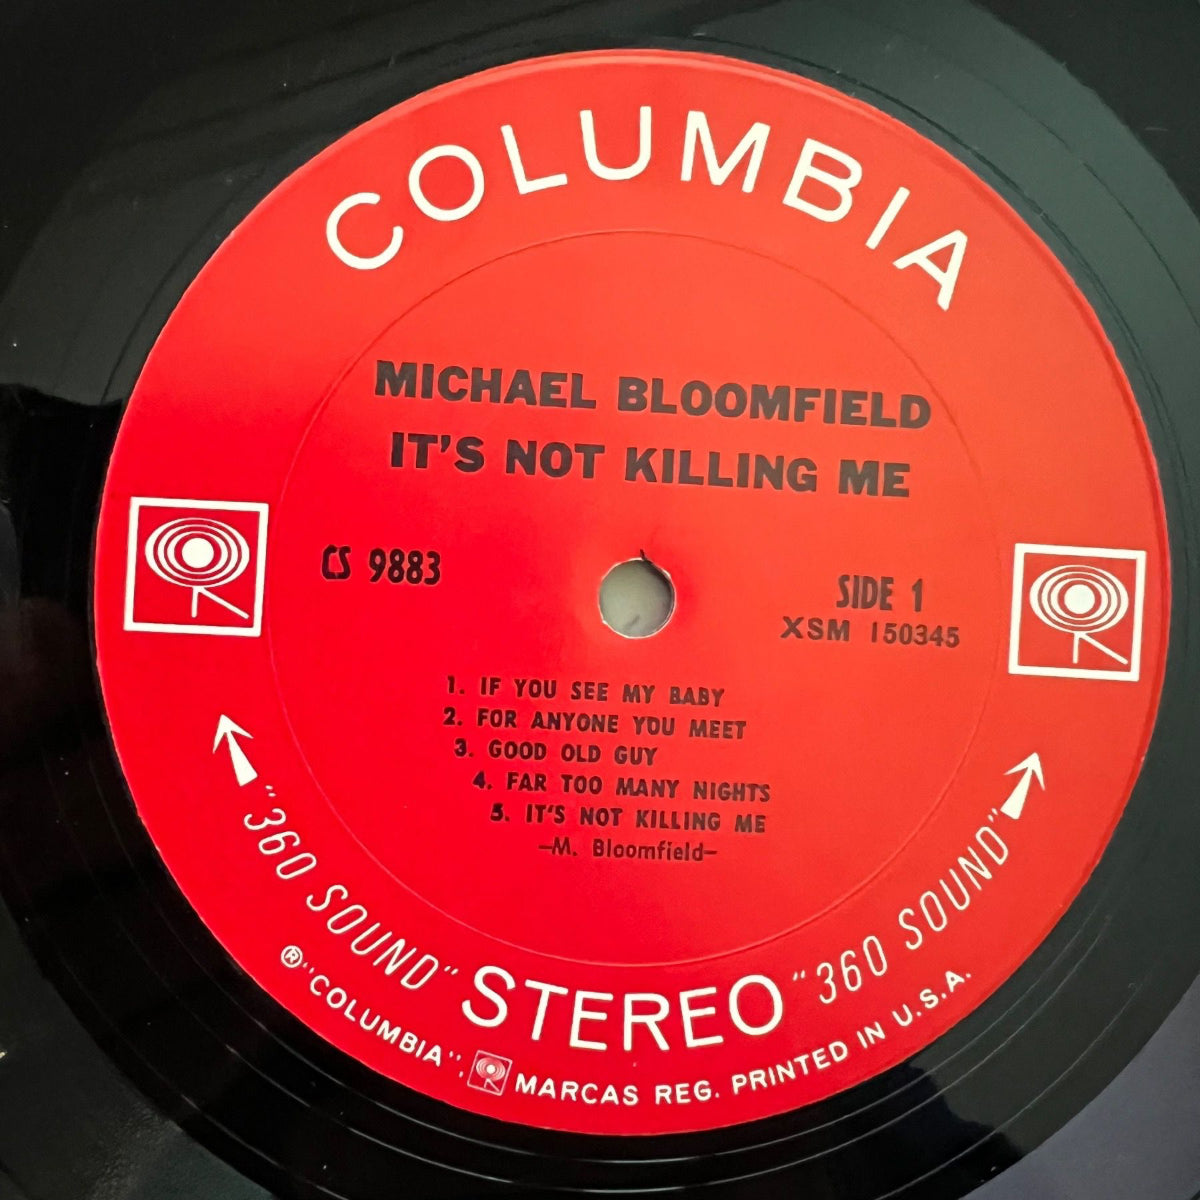 COLUMBIA
MICHAEL BLOOMFIELD
IT'S NOT KILLING ME
CS 9883
SIDE 1
XSM 150345
1. IF YOU SEE MY BABY
2. FOR ANYONE YOU MEET
3. GOOD OLD GUY
4. FAR TOO MANY NIGHTS
5. IT'S NOT KILLING ME
—M. Bloomfield—
"360 SOUND" STEREO "360 SOUND"
® "COLUMBIA", MARCAS REG. PRINTED IN U.S.A.